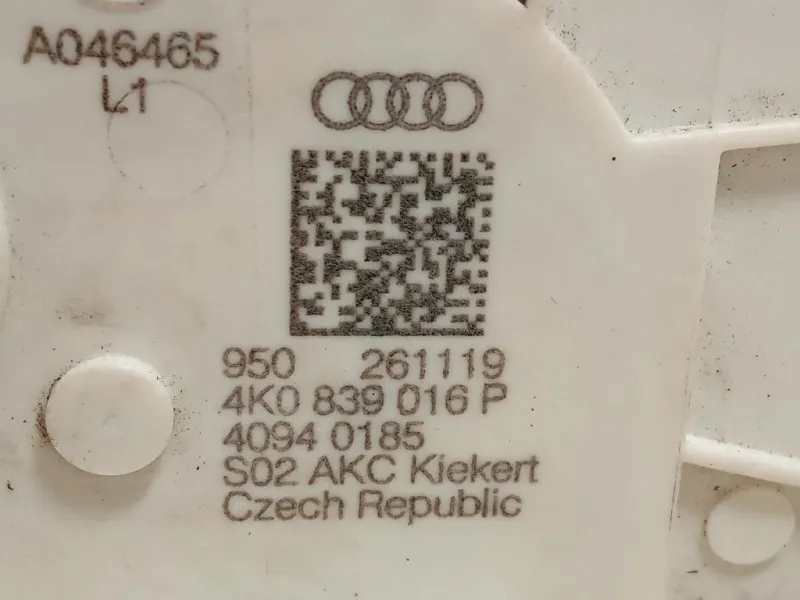 A046465
L1
950 261119
4K0 839 016 P
4094 0185
S02 AKC Kiekert
Czech Republic